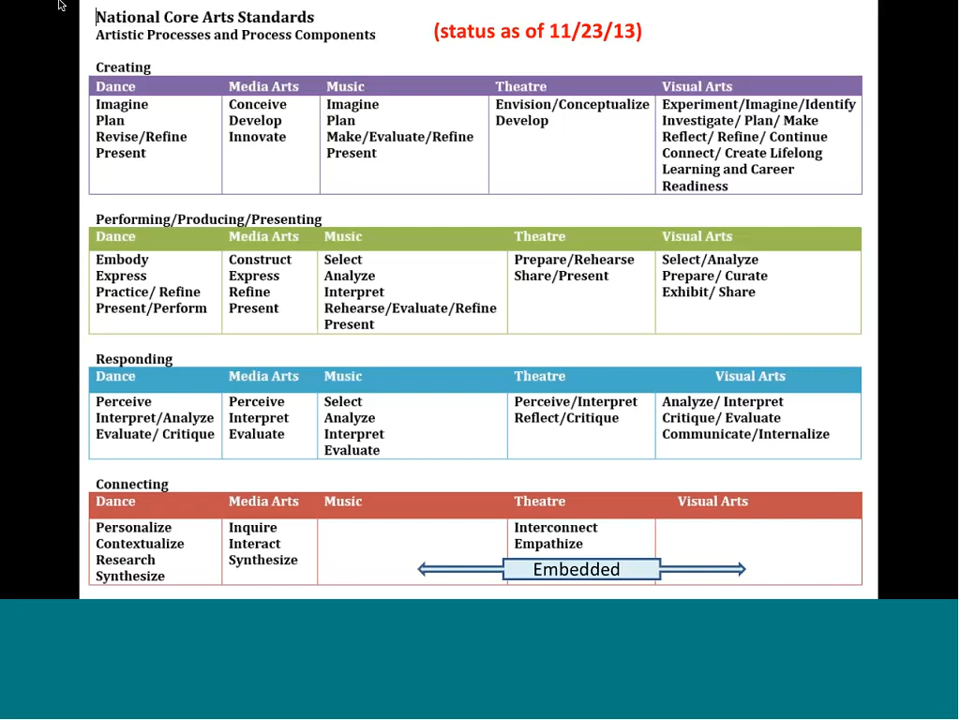 National Core Arts Standards
(status as of 11/23/13)
Artistic Processes and Process Components
Creating
Dance Media Arts Music Theatre Visual Arts
Imagine Conceive Imagine Envision/Conceptualize Experiment/Imagine/Identify
Plan Develop Plan Develop Investigate/ Plan/ Make
Revise/Refine Innovate Make/Evaluate/Refine Reflect/ Refine/ Continue
Present Present Connect/ Create Lifelong
Learning and Career
Readiness
Performing/Producing/Presenting
Dance Media Arts Music Theatre Visual Arts
Embody Construct Select Prepare/Rehearse Select/Analyze
Express Express Analyze Share/Present Prepare/ Curate
Practice/ Refine Refine Interpret Exhibit/ Share
Present/Perform Present Rehearse/Evaluate/Refine
Present
Responding
Dance Media Arts Music Theatre Visual Arts
Perceive Perceive Select Perceive/Interpret Analyze/ Interpret
Interpret/Analyze Interpret Analyze Reflect/Critique Critique/ Evaluate
Evaluate/ Critique Evaluate Interpret Communicate/Internalize
Evaluate
Connecting
Dance Media Arts Music Theatre Visual Arts
Personalize Inquire Interconnect
Contextualize Interact Empathize
Research Synthesize
Synthesize
Embedded